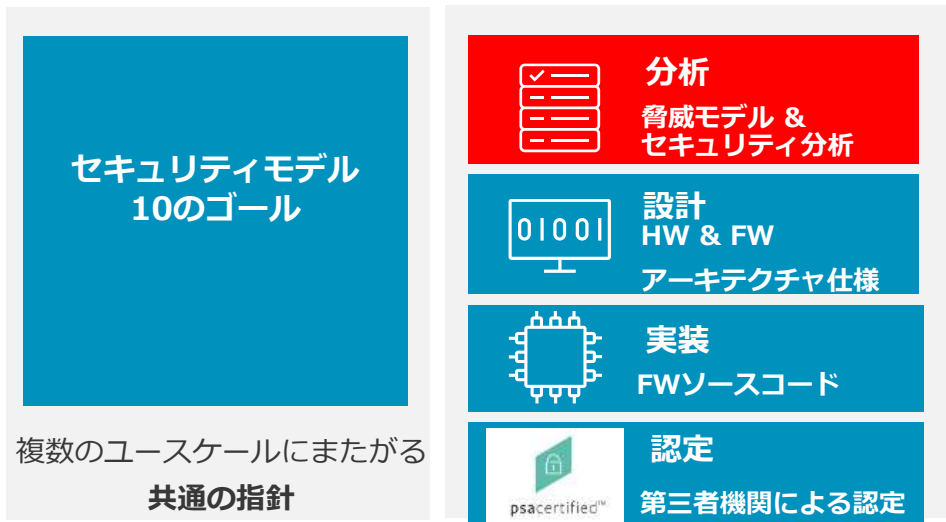 セキュリティモデル
10のゴール
複数のユースケールにまたがる
共通の指針
分析
脅威モデル &
セキュリティ分析
01001
設計
HW & FW
アーキテクチャ仕様
実装
FWソースコード
psacertified™
認定
第三者機関による認定